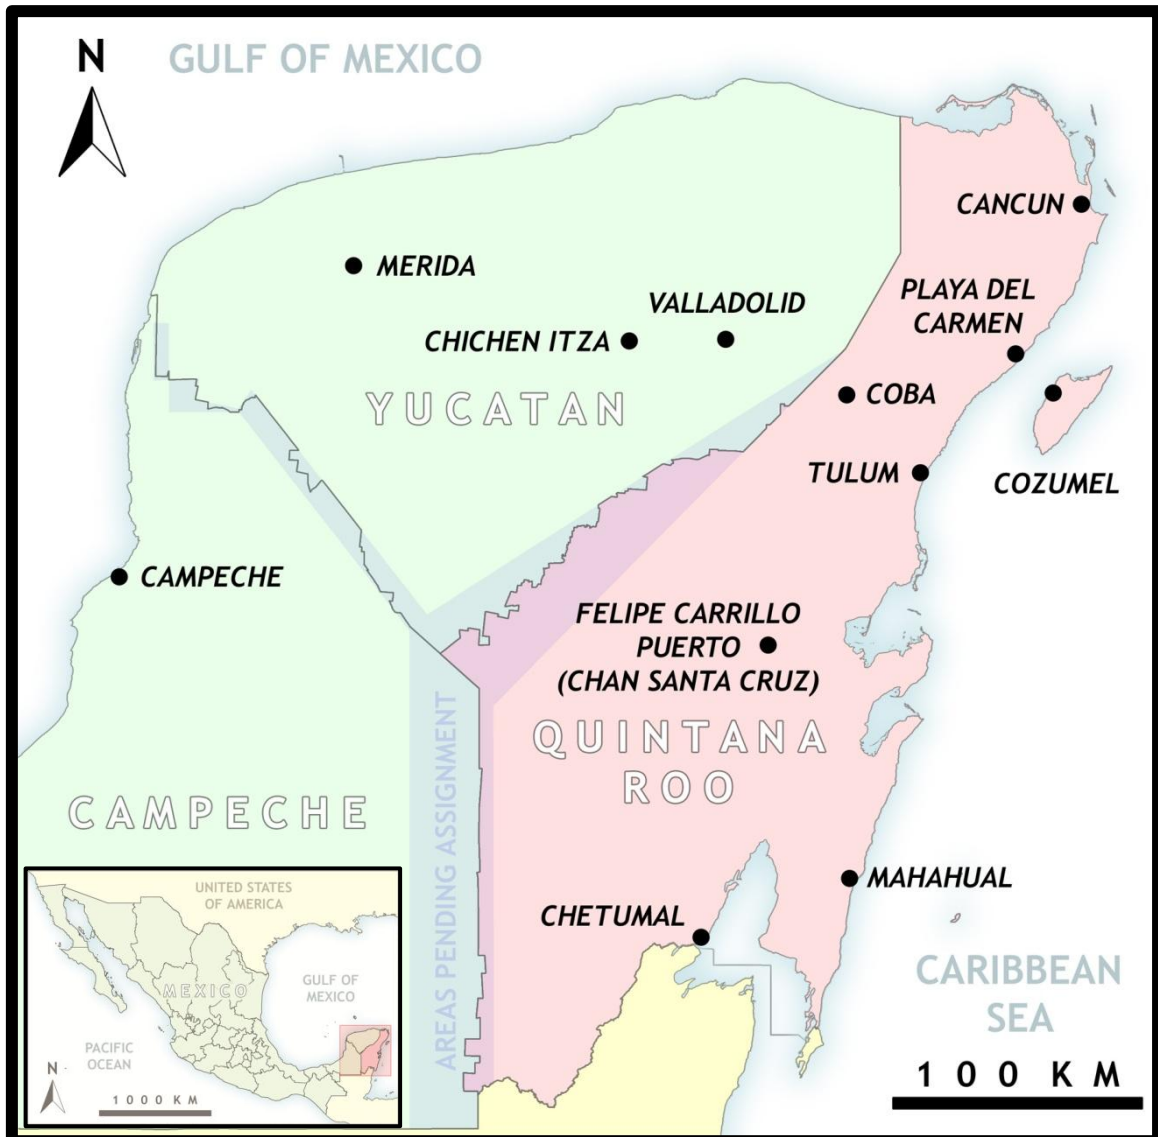 N
GULF OF MEXICO
CANCUN
MERIDA
PLAYA DEL
CARMEN
VALLADOLID
CHICHEN ITZA
YUCATAN
COBA
TULUM
COZUMEL
CAMPECHE
FELIPE CARRILLO
PUERTO
(CHAN SANTA CRUZ)
QUINTANA
ROO
CAMPECHE
AREAS PENDING ASSIGNMENT
MAHAHUAL
CHETUMAL
CARIBBEAN
SEA
100 KM
UNITED STATES
OF AMERICA
GULF OF
MEXICO
MEXICO
PACIFIC
OCEAN
N
1000 KM